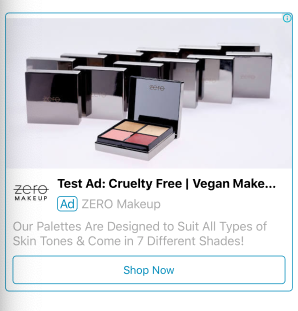 zero
zero
MAKEUP
Test Ad: Cruelty Free | Vegan Make...
Ad ZERO Makeup
Our Palettes Are Designed to Suit All Types of
Skin Tones & Come in 7 Different Shades!
Shop Now